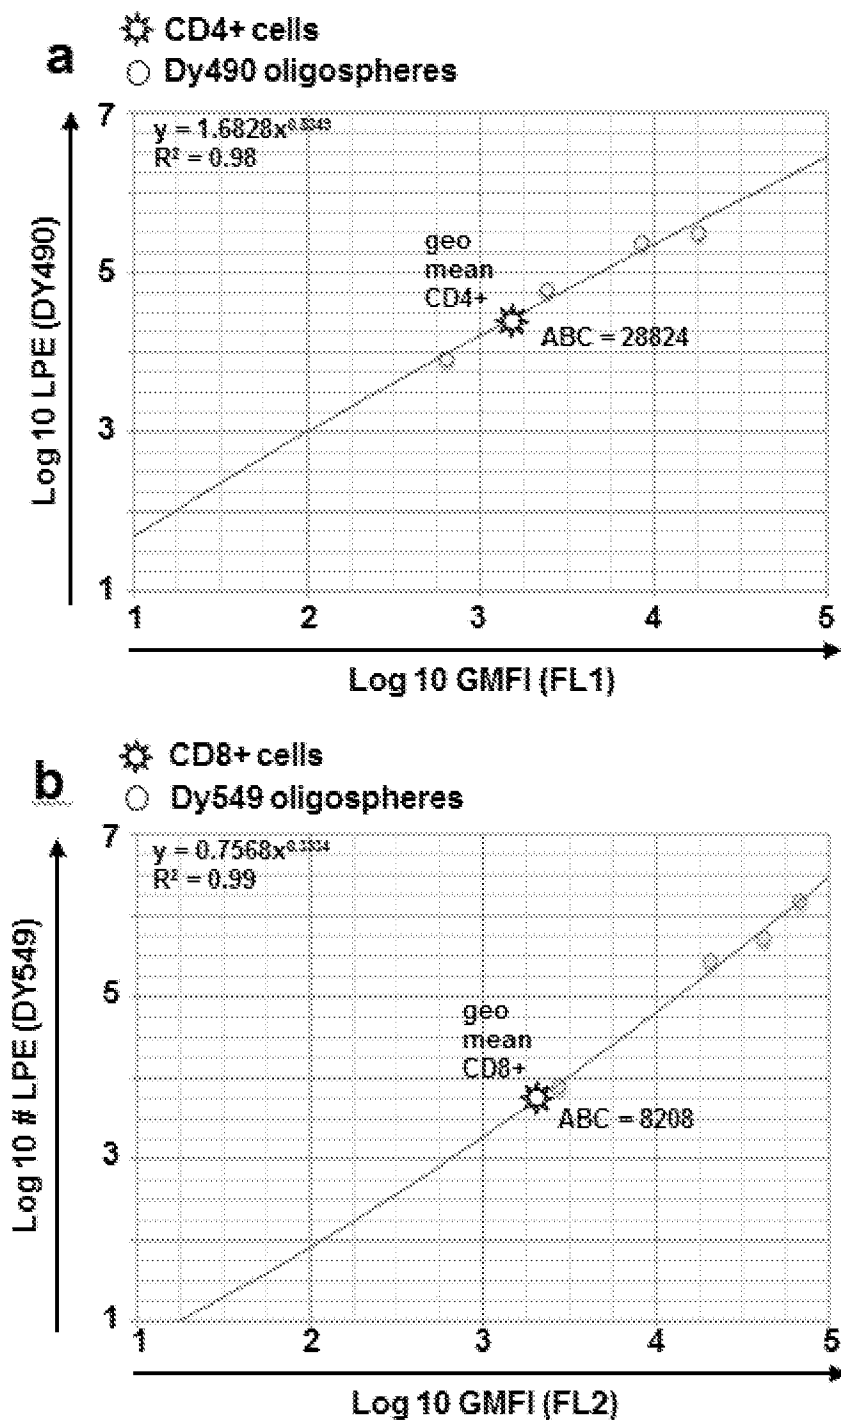 a
CD4+ cells
Dy490 oligospheres
y = 1.6828x
R² = 0.98
7
5
3
1
geo
mean
CD4+
ABC = 28824
Log 10 LPE (DY490)
1 2 3 4 5
Log 10 GMFI (FL1)
b
CD8+ cells
Dy549 oligospheres
y = 0.7568x
R² = 0.99
7
5
3
1
geo
mean
CD8+
ABC = 8208
Log 10 # LPE (DY549)
1 2 3 4 5
Log 10 GMFI (FL2)